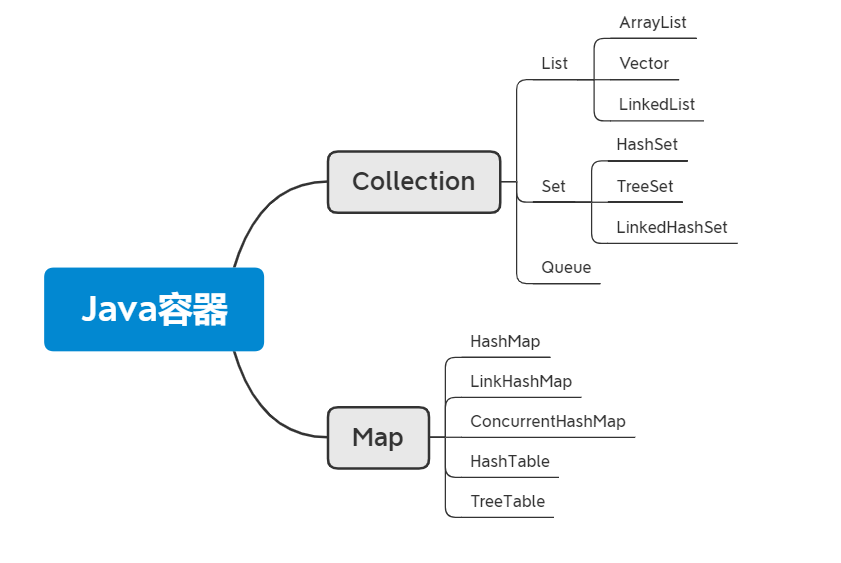 Java容器
Collection
List
ArrayList
Vector
LinkedList
Set
HashSet
TreeSet
LinkedHashSet
Queue
Map
HashMap
LinkHashMap
ConcurrentHashMap
HashTable
TreeTable